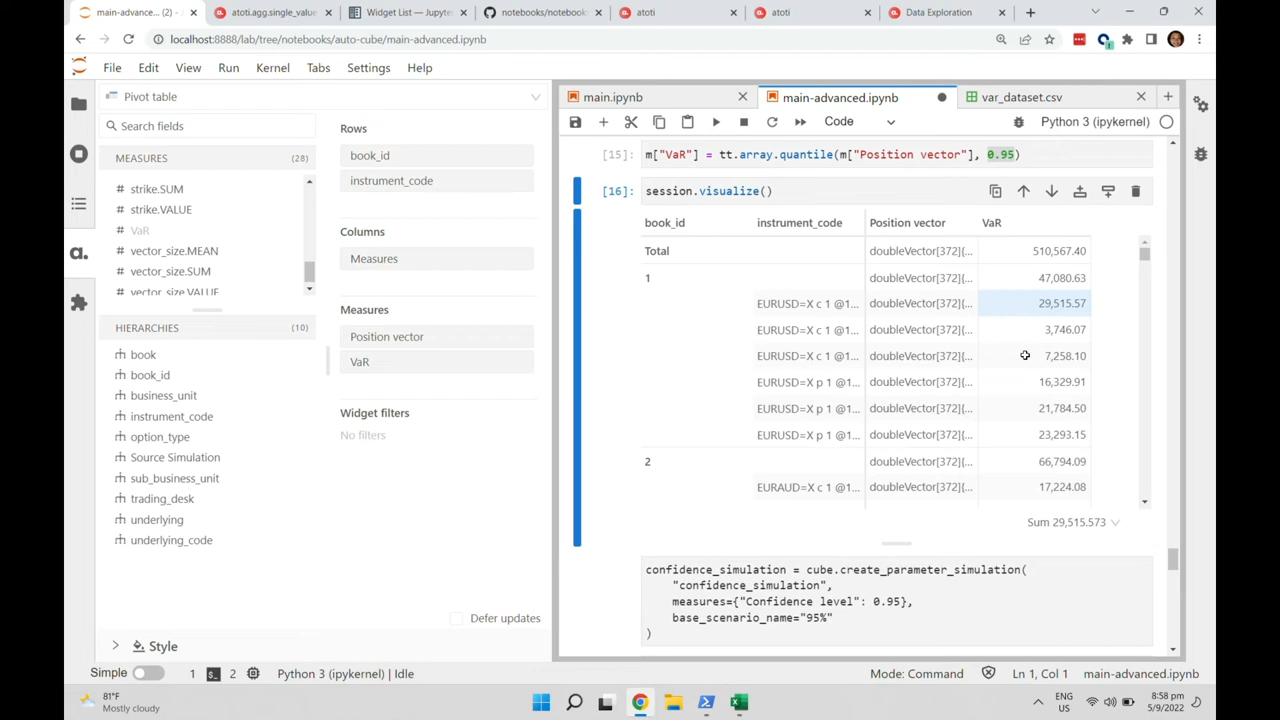 main-advanced... (2) - J
atoti.agg.single_value
Widget List — Jupyte
notebooks/notebook
atoti
atoti
Data Exploration
localhost:8888/lab/tree/notebooks/auto-cube/main-advanced.ipynb
File Edit View Run Kernel Tabs Settings Help
Pivot table
Search fields
MEASURES (28)
# strike.SUM
# strike.VALUE
# VaR
# vector_size.MEAN
# vector_size.SUM
# vector_size.VALUE
HIERARCHIES (10)
book
book_id
business_unit
instrument_code
option_type
Source Simulation
sub_business_unit
trading_desk
underlying
underlying_code
Rows
book_id
instrument_code
Columns
Measures
Measures
Position vector
VaR
Widget filters
No filters
Defer updates
Style
main.ipynb
main-advanced.ipynb
var_dataset.csv
Code
Python 3 (ipykernel)
[15]: m["VaR"] = tt.array.quantile(m["Position vector"], 0.95)
[16]: session.visualize()
book_id instrument_code Position vector VaR
Total doubleVector[372]{... 510,567.40
1 doubleVector[372]{... 47,080.63
EURUSD=X c 1 @1... doubleVector[372]{... 29,515.57
EURUSD=X c 1 @1... doubleVector[372]{... 3,746.07
EURUSD=X c 1 @1... doubleVector[372]{... 7,258.10
EURUSD=X p 1 @1... doubleVector[372]{... 16,329.91
EURUSD=X p 1 @1... doubleVector[372]{... 21,784.50
EURUSD=X p 1 @1... doubleVector[372]{... 23,293.15
2 doubleVector[372]{... 66,794.09
EURAUD=X c 1 @1... doubleVector[372]{... 17,224.08
Sum 29,515.573
confidence_simulation = cube.create_parameter_simulation(
"confidence_simulation",
measures={"Confidence level": 0.95},
base_scenario_name="95%"
)
Simple 1 2 Python 3 (ipykernel) | Idle
Mode: Command Ln 1, Col 1 main-advanced.ipynb
81°F
Mostly cloudy
ENG
US
8:58 pm
5/9/2022